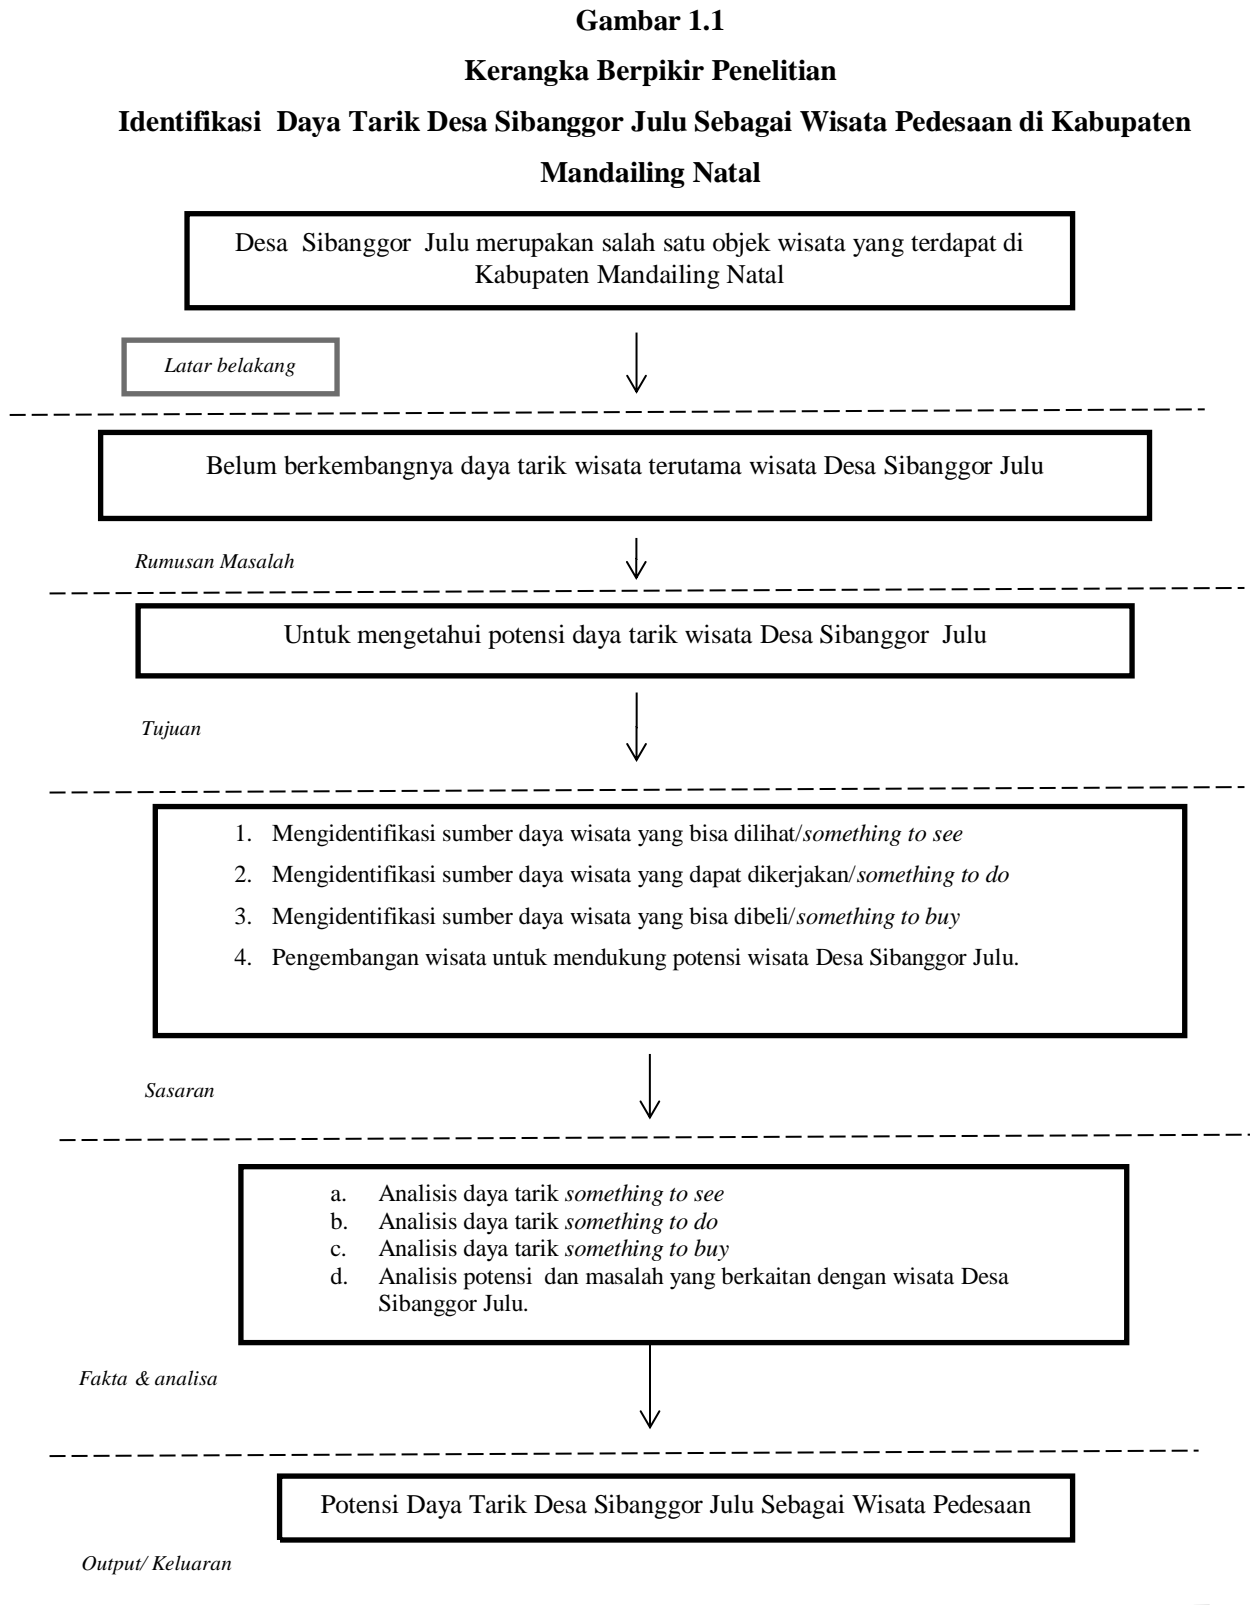 Gambar 1.1
Kerangka Berpikir Penelitian
Identifikasi Daya Tarik Desa Sibanggor Julu Sebagai Wisata Pedesaan di Kabupaten
Mandailing Natal
Desa Sibanggor Julu merupakan salah satu objek wisata yang terdapat di
Kabupaten Mandailing Natal
Latar belakang
Belum berkembangnya daya tarik wisata terutama wisata Desa Sibanggor Julu
Rumusan Masalah
Untuk mengetahui potensi daya tarik wisata Desa Sibanggor Julu
Tujuan
1. Mengidentifikasi sumber daya wisata yang bisa dilihat/something to see
2. Mengidentifikasi sumber daya wisata yang dapat dikerjakan/something to do
3. Mengidentifikasi sumber daya wisata yang bisa dibeli/something to buy
4. Pengembangan wisata untuk mendukung potensi wisata Desa Sibanggor Julu.
Sasaran
a. Analisis daya tarik something to see
b. Analisis daya tarik something to do
c. Analisis daya tarik something to buy
d. Analisis potensi dan masalah yang berkaitan dengan wisata Desa
Sibanggor Julu.
Fakta & analisa
Potensi Daya Tarik Desa Sibanggor Julu Sebagai Wisata Pedesaan
Output/ Keluaran